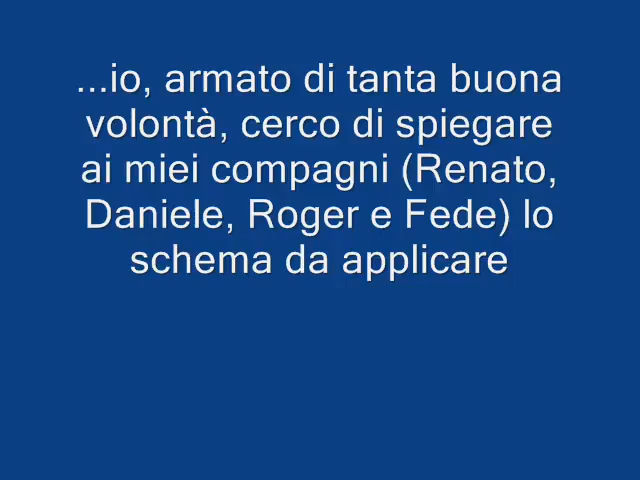 ...io, armato di tanta buona
volontà, cerco di spiegare
ai miei compagni (Renato,
Daniele, Roger e Fede) lo
schema da applicare